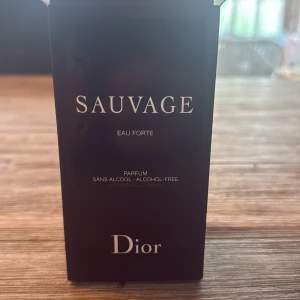 SAUVAGE
EAU FORTE
PARFUM
SANS ALCOOL · ALCOHOL-FREE
Dior